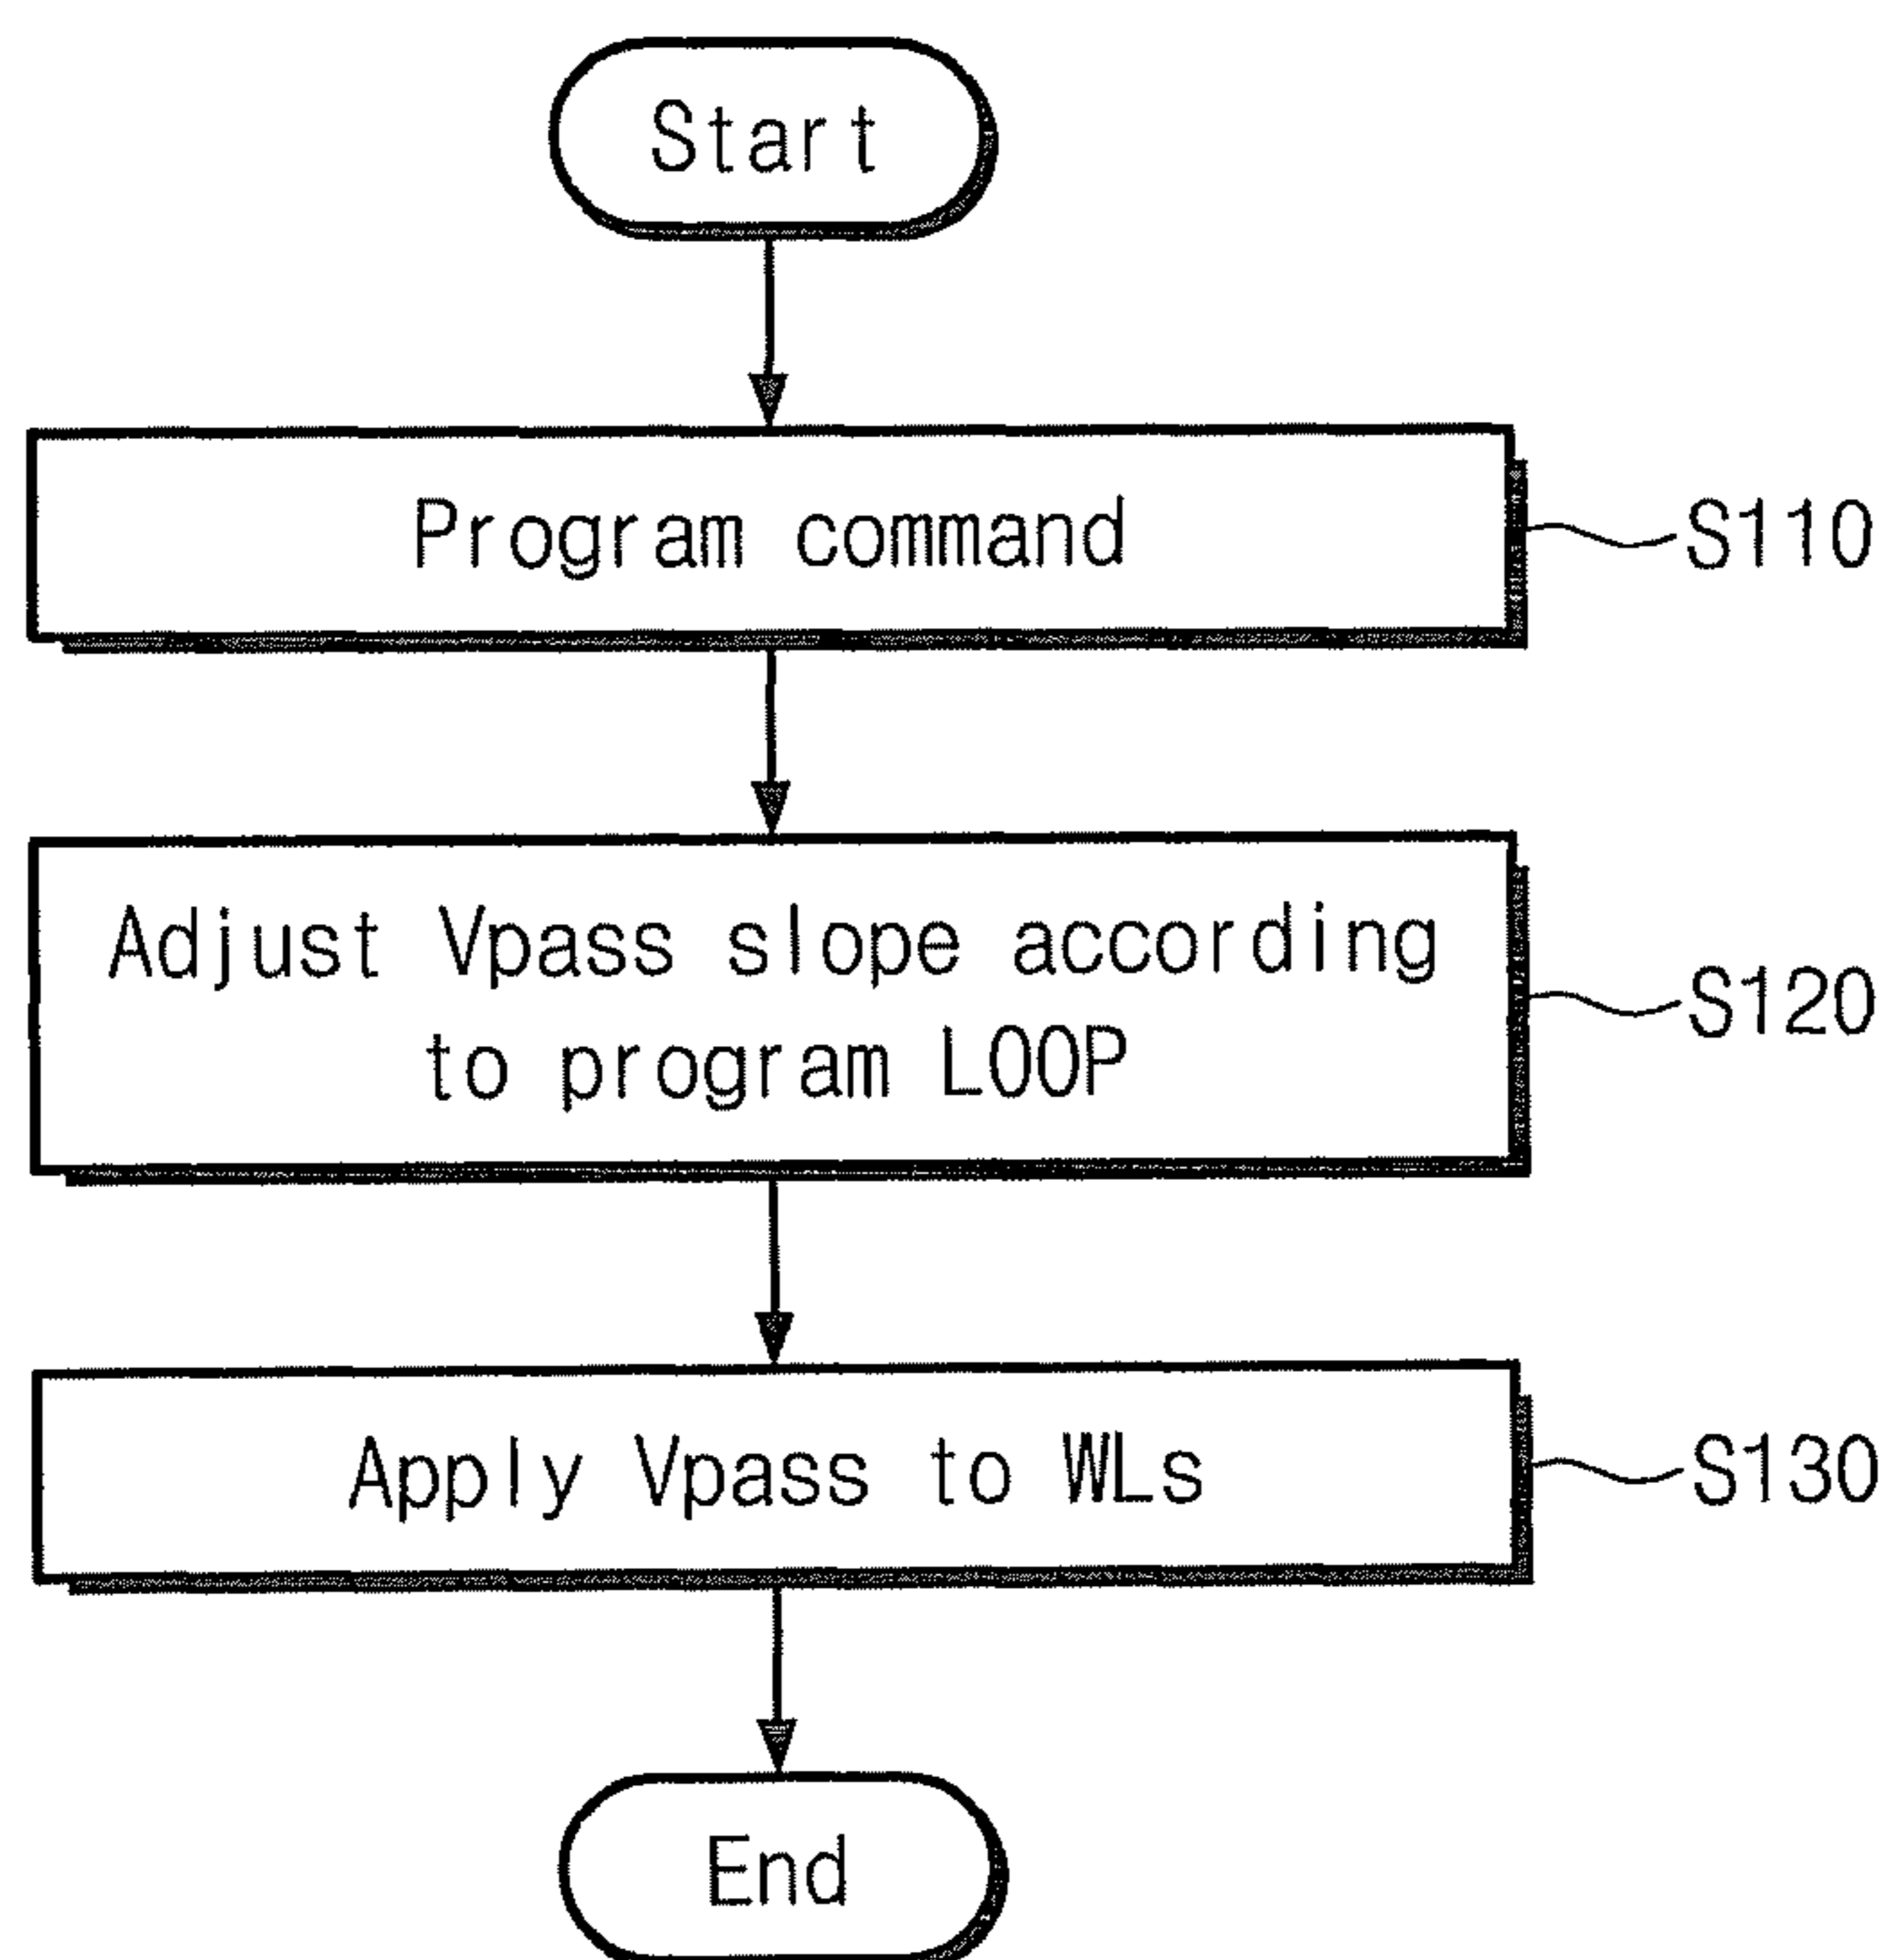 Start
Program command
S110
Adjust Vpass slope according
to program LOOP
S120
Apply Vpass to WLs
S130
End